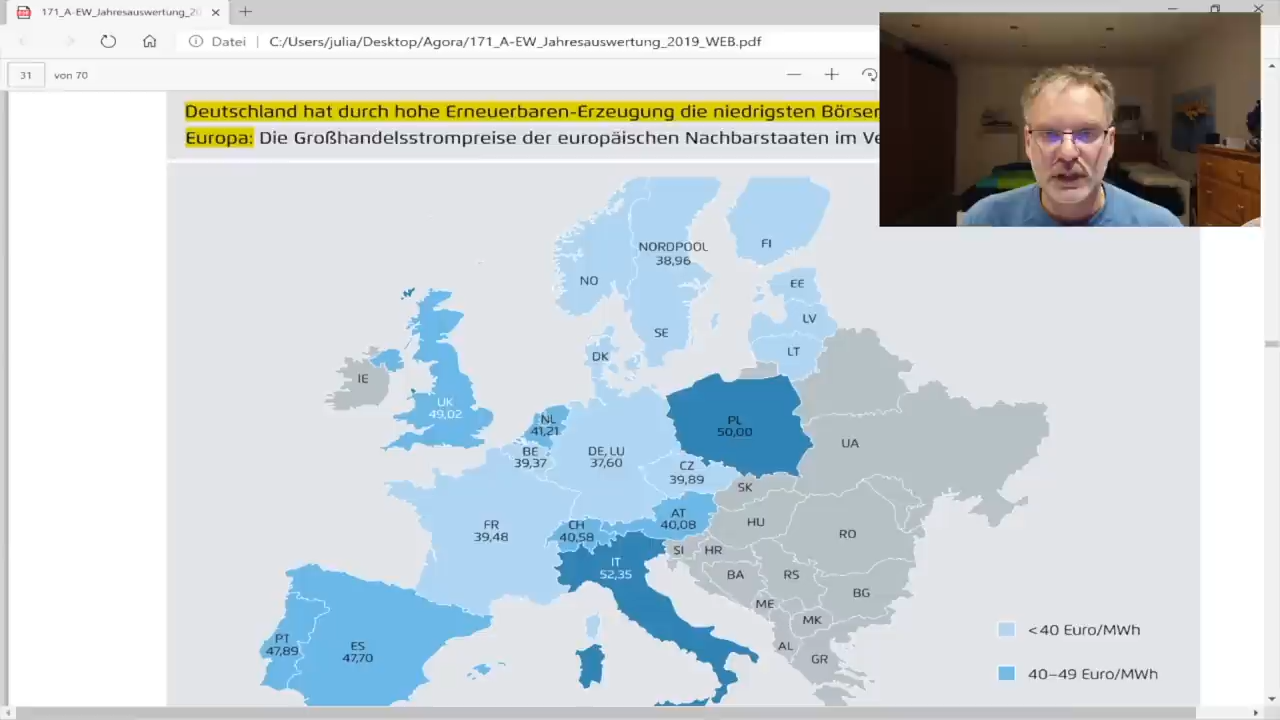 171_A-EW_Jahresauswertung_20
Datei | C:/Users/julia/Desktop/Agora/171_A-EW_Jahresauswertung_2019_WEB.pdf
31 von 70
Deutschland hat durch hohe Erneuerbaren-Erzeugung die niedrigsten Börsen
Europa: Die Großhandelsstrompreise der europäischen Nachbarstaaten im Ve
NORDPOOL
38,96
FI
NO
EE
LV
SE
LT
DK
IE
UK
49,02
NL
41,21
PL
50,00
UA
BE
39,37
DE, LU
37,60
CZ
39,89
SK
FR
39,48
CH
40,58
AT
40,08
HU
RO
SI
HR
IT
52,35
BA
RS
BG
ME
MK
AL
GR
PT
47,89
ES
47,70
<40 Euro/MWh
40–49 Euro/MWh